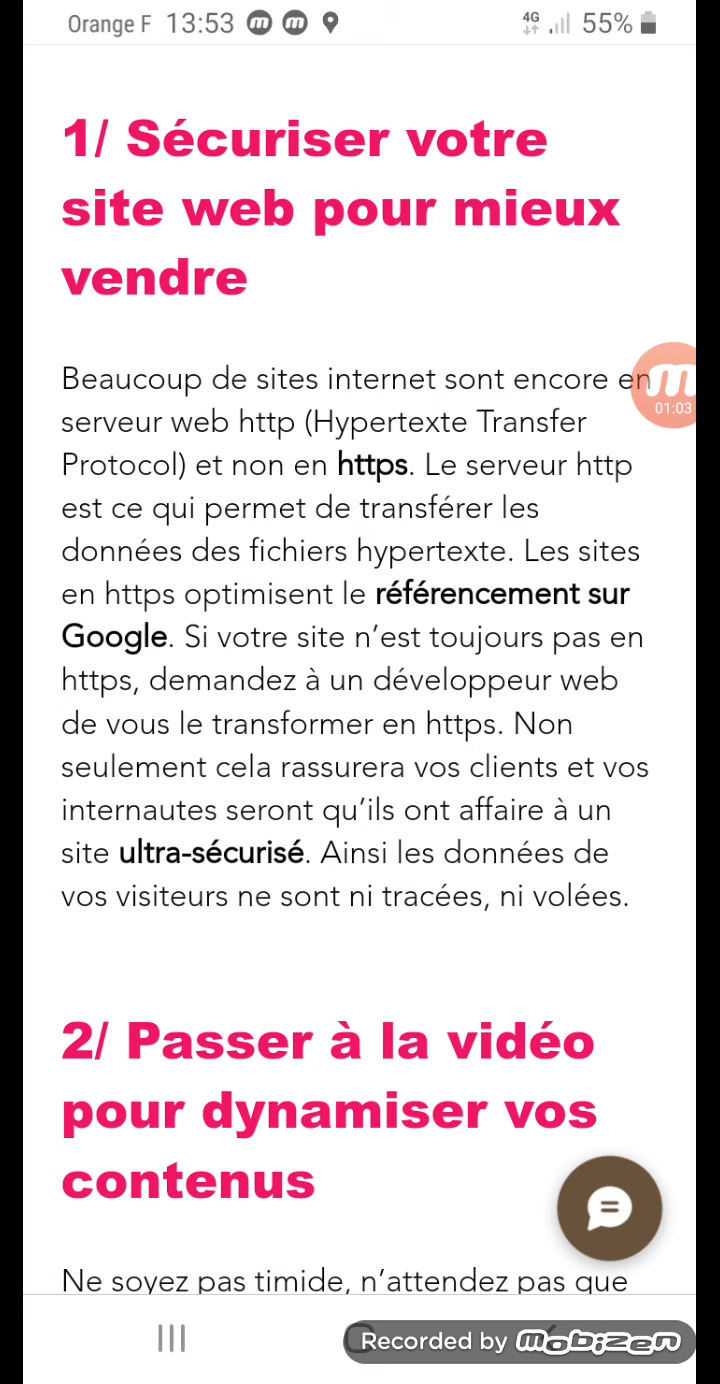 Orange F 13:53 m m 4G 55%
1/ Sécuriser votre
site web pour mieux
vendre
Beaucoup de sites internet sont encore en
m
01:03
serveur web http (Hypertexte Transfer
Protocol) et non en https. Le serveur http
est ce qui permet de transférer les
données des fichiers hypertexte. Les sites
en https optimisent le référencement sur
Google. Si votre site n’est toujours pas en
https, demandez à un développeur web
de vous le transformer en https. Non
seulement cela rassurera vos clients et vos
internautes seront qu’ils ont affaire à un
site ultra-sécurisé. Ainsi les données de
vos visiteurs ne sont ni tracées, ni volées.
2/ Passer à la vidéo
pour dynamiser vos
contenus
Ne soyez pas timide, n’attendez pas que
Recorded by mobizen